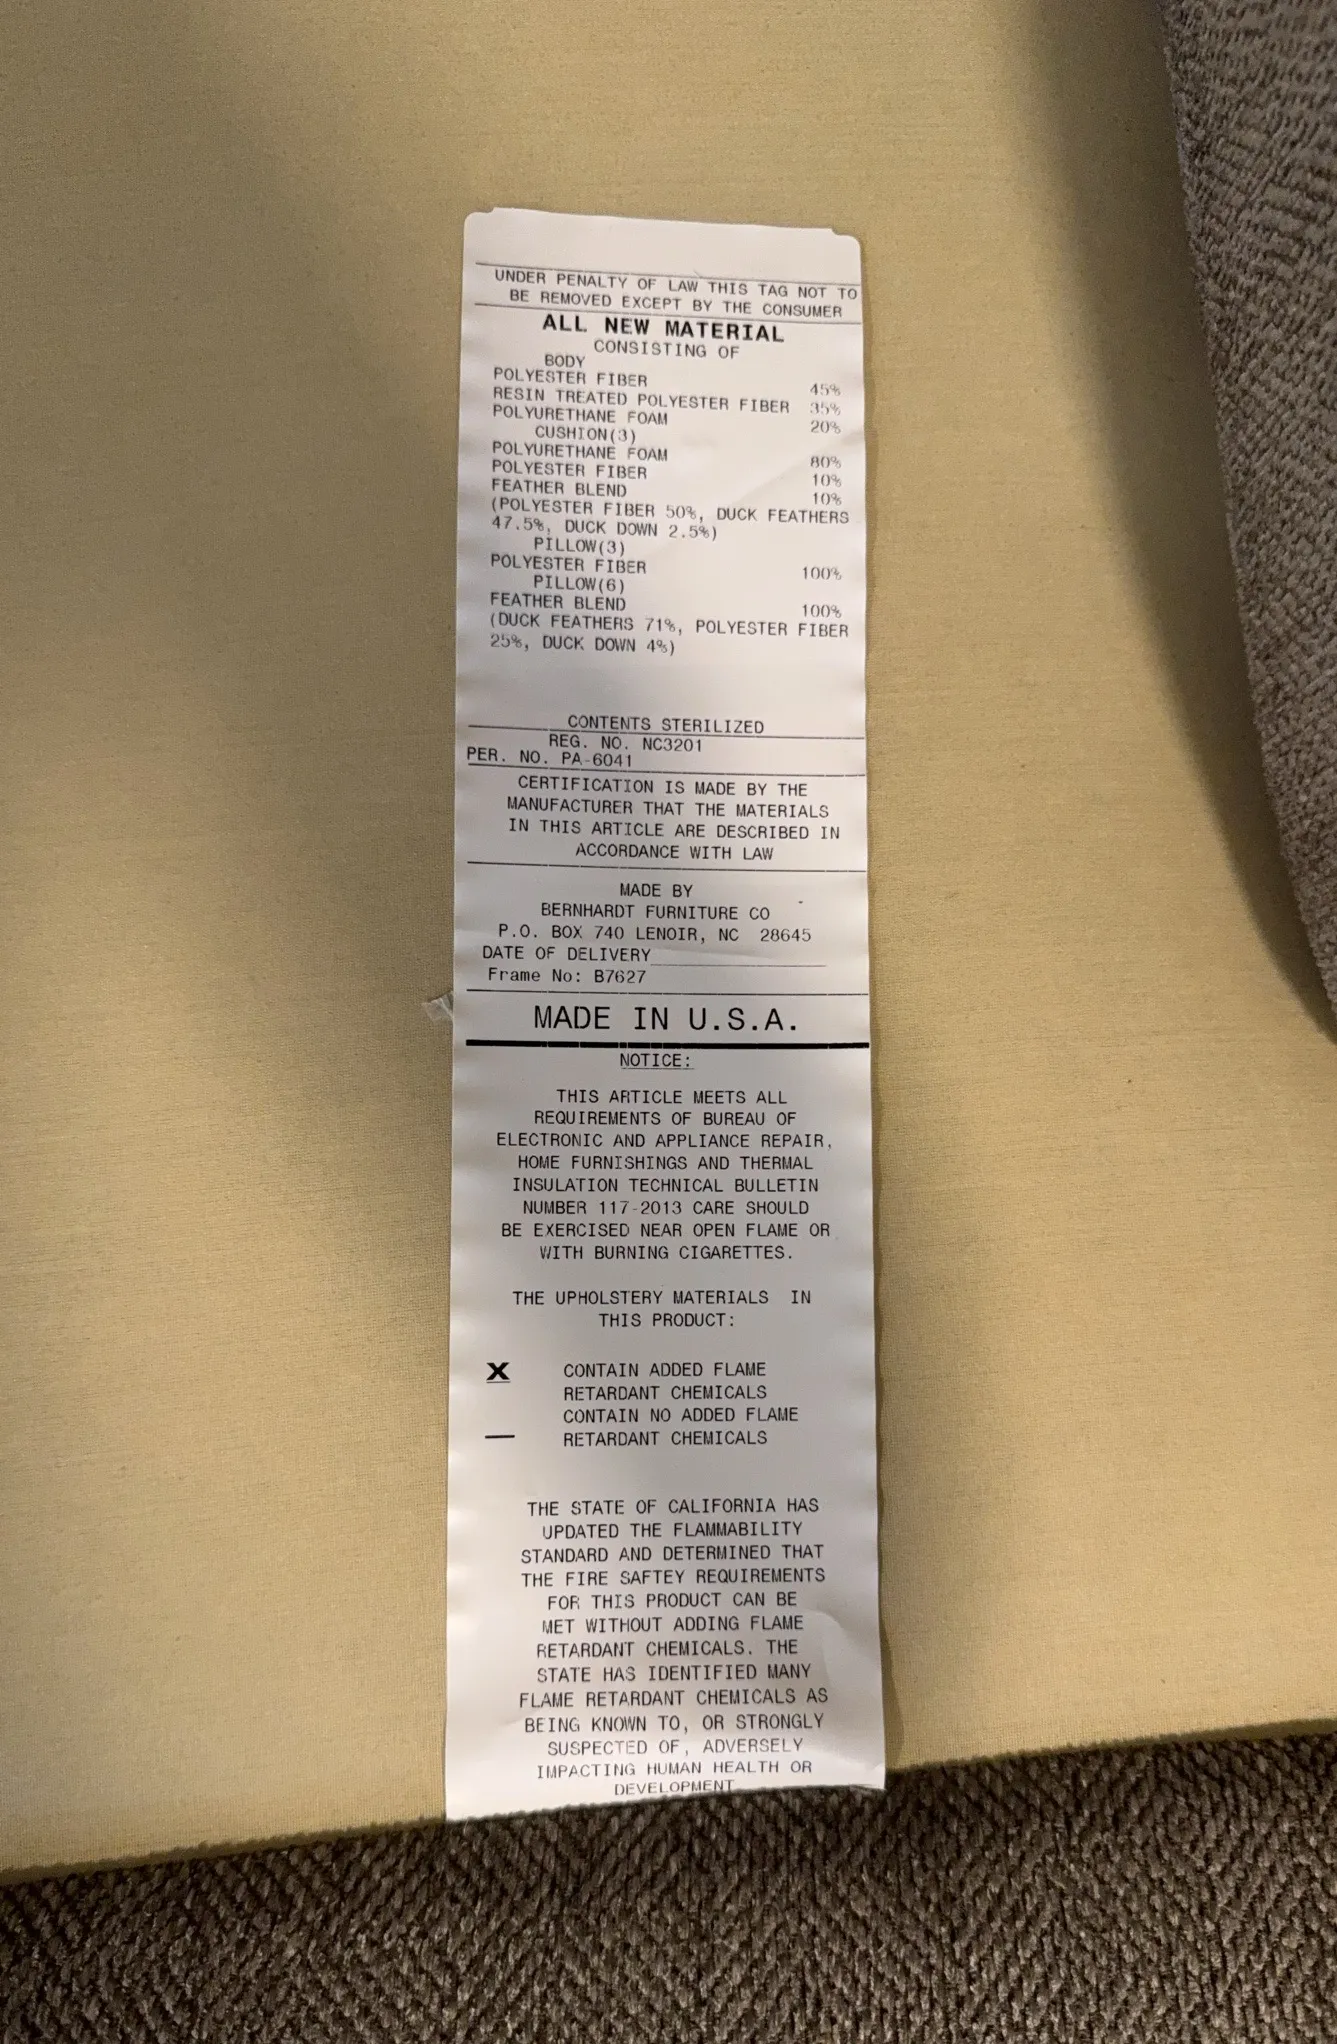 UNDER PENALTY OF LAW THIS TAG NOT TO
BE REMOVED EXCEPT BY THE CONSUMER
ALL NEW MATERIAL
CONSISTING OF
BODY
POLYESTER FIBER 45%
RESIN TREATED POLYESTER FIBER 35%
POLYURETHANE FOAM 20%
CUSHION(3)
POLYURETHANE FOAM 80%
POLYESTER FIBER 10%
FEATHER BLEND 10%
(POLYESTER FIBER 50%, DUCK FEATHERS
47.5%, DUCK DOWN 2.5%)
PILLOW(3)
POLYESTER FIBER 100%
PILLOW(6)
FEATHER BLEND 100%
(DUCK FEATHERS 71%, POLYESTER FIBER
25%, DUCK DOWN 4%)
CONTENTS STERILIZED
REG. NO. NC3201
PER. NO. PA-6041
CERTIFICATION IS MADE BY THE
MANUFACTURER THAT THE MATERIALS
IN THIS ARTICLE ARE DESCRIBED IN
ACCORDANCE WITH LAW
MADE BY
BERNHARDT FURNITURE CO
P.O. BOX 740 LENOIR, NC 28645
DATE OF DELIVERY
Frame No: B7627
MADE IN U.S.A.
NOTICE:
THIS ARTICLE MEETS ALL
REQUIREMENTS OF BUREAU OF
ELECTRONIC AND APPLIANCE REPAIR,
HOME FURNISHINGS AND THERMAL
INSULATION TECHNICAL BULLETIN
NUMBER 117-2013 CARE SHOULD
BE EXERCISED NEAR OPEN FLAME OR
WITH BURNING CIGARETTES.
THE UPHOLSTERY MATERIALS IN
THIS PRODUCT:
X CONTAIN ADDED FLAME
RETARDANT CHEMICALS
CONTAIN NO ADDED FLAME
RETARDANT CHEMICALS
THE STATE OF CALIFORNIA HAS
UPDATED THE FLAMMABILITY
STANDARD AND DETERMINED THAT
THE FIRE SAFTEY REQUIREMENTS
FOR THIS PRODUCT CAN BE
MET WITHOUT ADDING FLAME
RETARDANT CHEMICALS. THE
STATE HAS IDENTIFIED MANY
FLAME RETARDANT CHEMICALS AS
BEING KNOWN TO, OR STRONGLY
SUSPECTED OF, ADVERSELY
IMPACTING HUMAN HEALTH OR
DEVELOPMENT